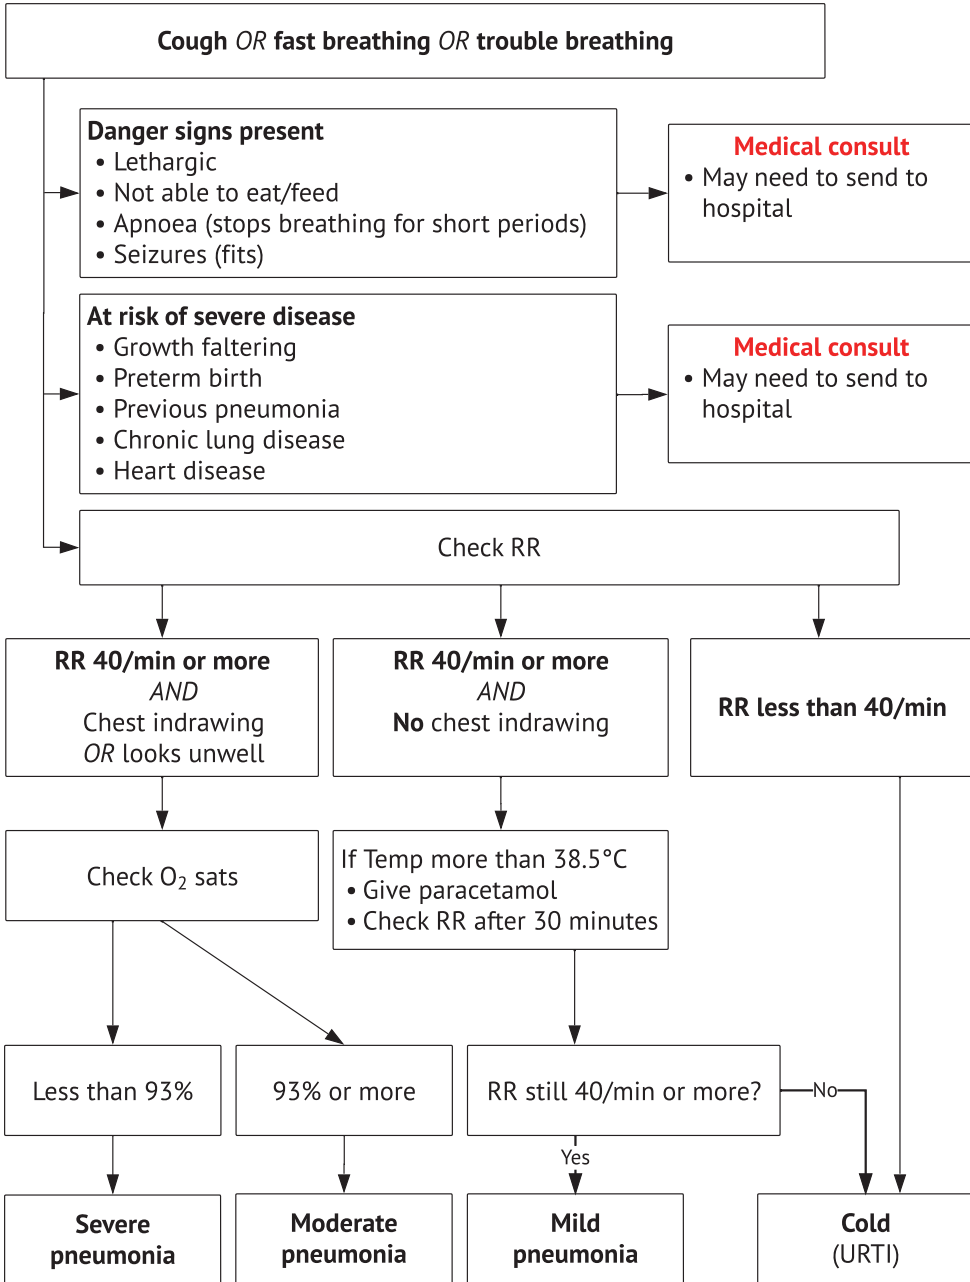 Cough OR fast breathing OR trouble breathing
Danger signs present
• Lethargic
• Not able to eat/feed
• Apnoea (stops breathing for short periods)
• Seizures (fits)
Medical consult
• May need to send to
hospital
At risk of severe disease
• Growth faltering
• Preterm birth
• Previous pneumonia
• Chronic lung disease
• Heart disease
Medical consult
• May need to send to
hospital
Check RR
RR 40/min or more
AND
Chest indrawing
OR looks unwell
RR 40/min or more
AND
No chest indrawing
RR less than 40/min
Check O₂ sats
If Temp more than 38.5°C
• Give paracetamol
• Check RR after 30 minutes
Less than 93%
93% or more
RR still 40/min or more?
No
Yes
Severe
pneumonia
Moderate
pneumonia
Mild
pneumonia
Cold
(URTI)